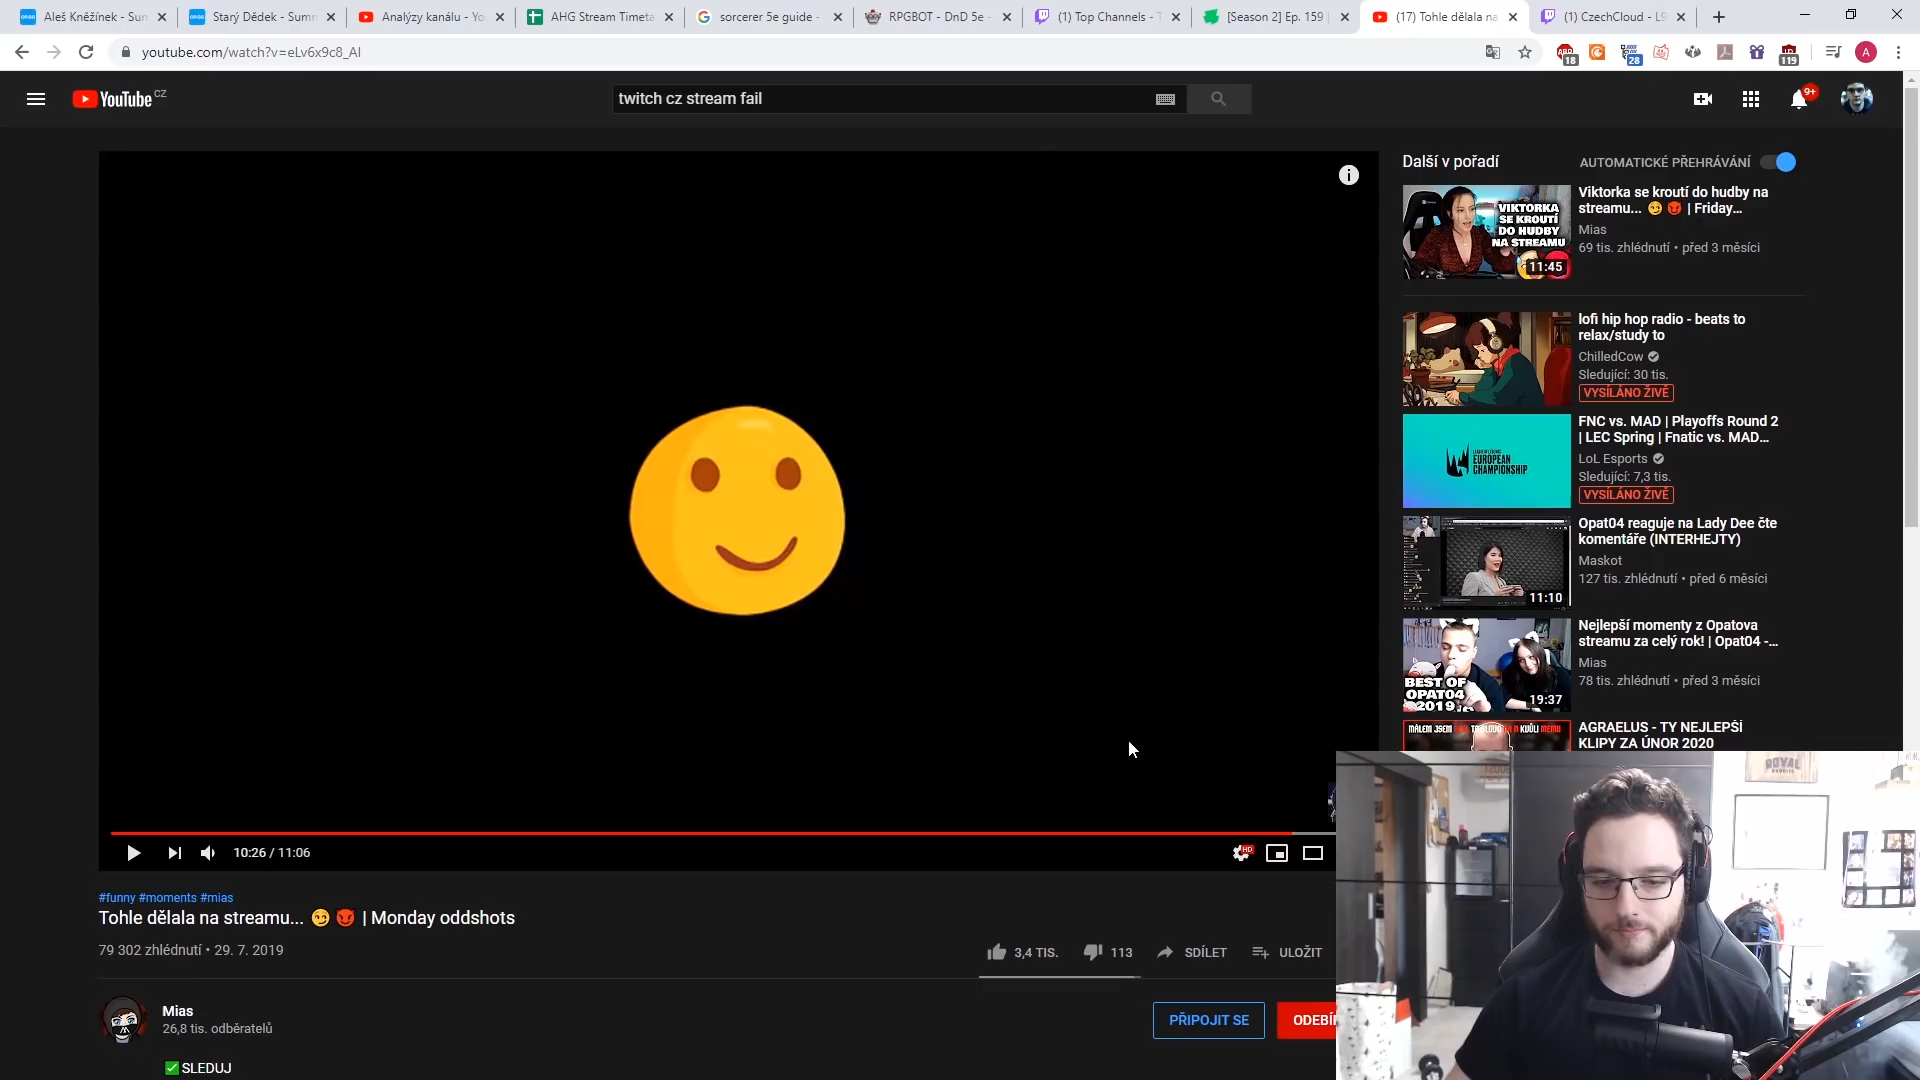 Aleš Kněžínek - Sum
Starý Dědek - Summ
Analýzy kanálu - Yo
AHG Stream Timeta
sorcerer 5e guide -
RPGBOT - DnD 5e -
(1) Top Channels - T
[Season 2] Ep. 159
(17) Tohle dělala na
(1) CzechCloud - L9
youtube.com/watch?v=eLv6x9c8_AI
18
28
119
A
YouTube CZ
twitch cz stream fail
9+
Další v pořadí
AUTOMATICKÉ PŘEHRÁVÁNÍ
VIKTORKA
SE KROUTÍ
DO HUDBY
NA STREAMU
11:45
Viktorka se kroutí do hudby na
streamu... 😏 😈 | Friday...
Mias
69 tis. zhlédnutí • před 3 měsíci
lofi hip hop radio - beats to
relax/study to
ChilledCow
Sledující: 30 tis.
VYSÍLÁNO ŽIVĚ
EUROPEAN
CHAMPIONSHIP
FNC vs. MAD | Playoffs Round 2
| LEC Spring | Fnatic vs. MAD...
LoL Esports
Sledující: 7,3 tis.
VYSÍLÁNO ŽIVĚ
11:10
Opat04 reaguje na Lady Dee čte
komentáře (INTERHEJTY)
Maskot
127 tis. zhlédnutí • před 6 měsíci
BEST OF
OPAT04
2019
19:37
Nejlepší momenty z Opatova
streamu za celý rok! | Opat04 -...
Mias
78 tis. zhlédnutí • před 3 měsíci
AGRAELUS - TY NEJLEPŠÍ
KLIPY ZA ÚNOR 2020
ROYAL
10:26 / 11:06
HD
#funny #moments #mias
Tohle dělala na streamu... 😏 😈 | Monday oddshots
79 302 zhlédnutí • 29. 7. 2019
3,4 TIS.
113
SDÍLET
ULOŽIT
Mias
26,8 tis. odběratelů
PŘIPOJIT SE
ODEBÍ
✅ SLEDUJ